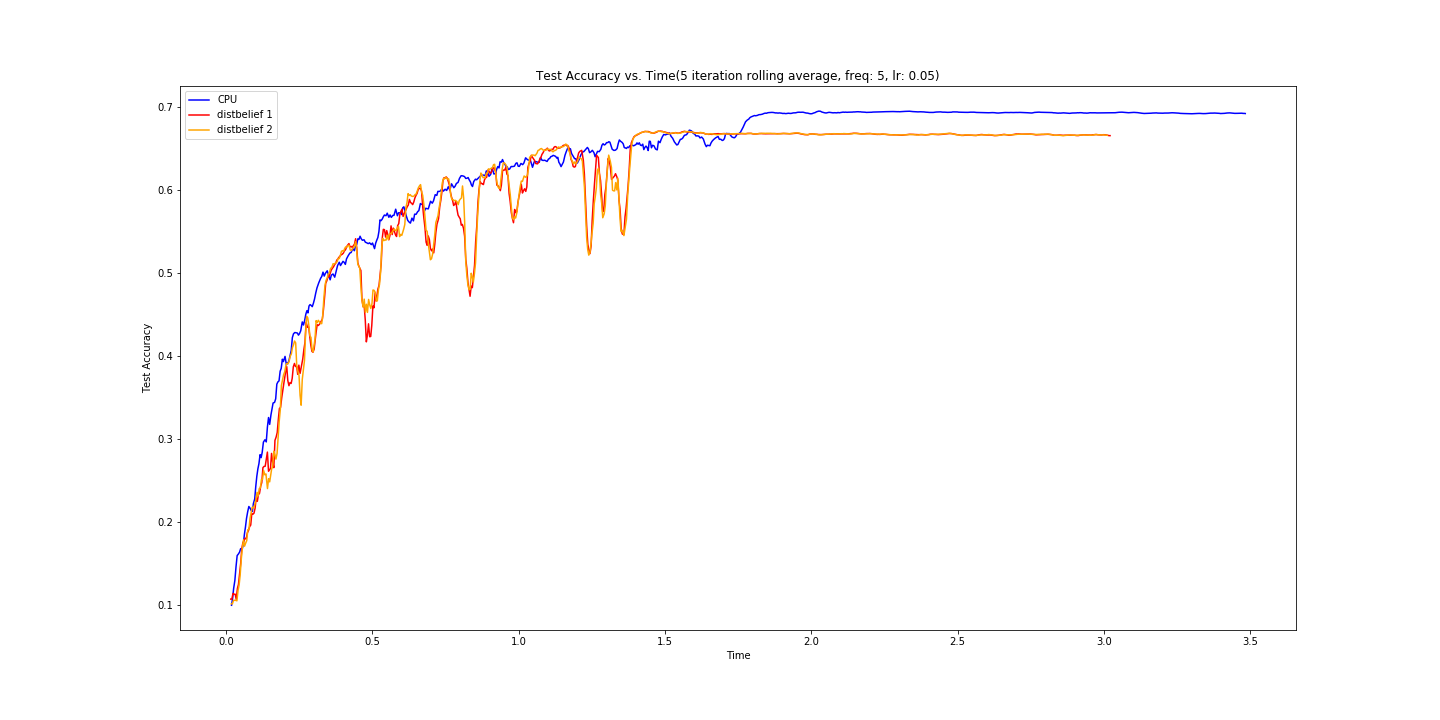 Test Accuracy vs. Time(5 iteration rolling average, freq: 5, lr: 0.05)
CPU
distbelief 1
distbelief 2
Test Accuracy
0.7
0.6
0.5
0.4
0.3
0.2
0.1
0.0 0.5 1.0 1.5 2.0 2.5 3.0 3.5
Time